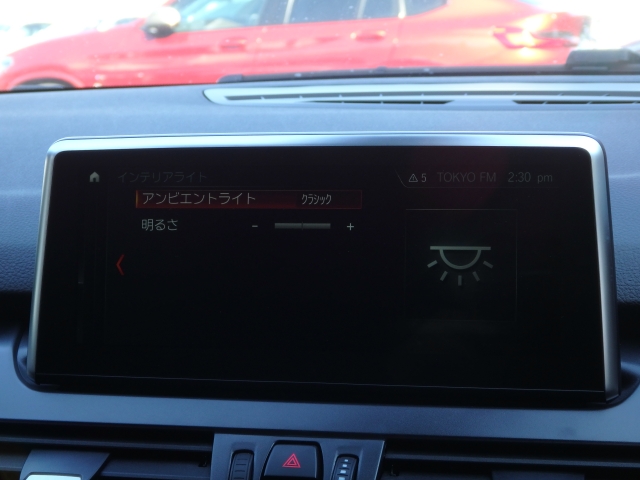 インテリアライト
5 TOKYO FM 2:30 pm
アンビエントライト クラシック
明るさ - +